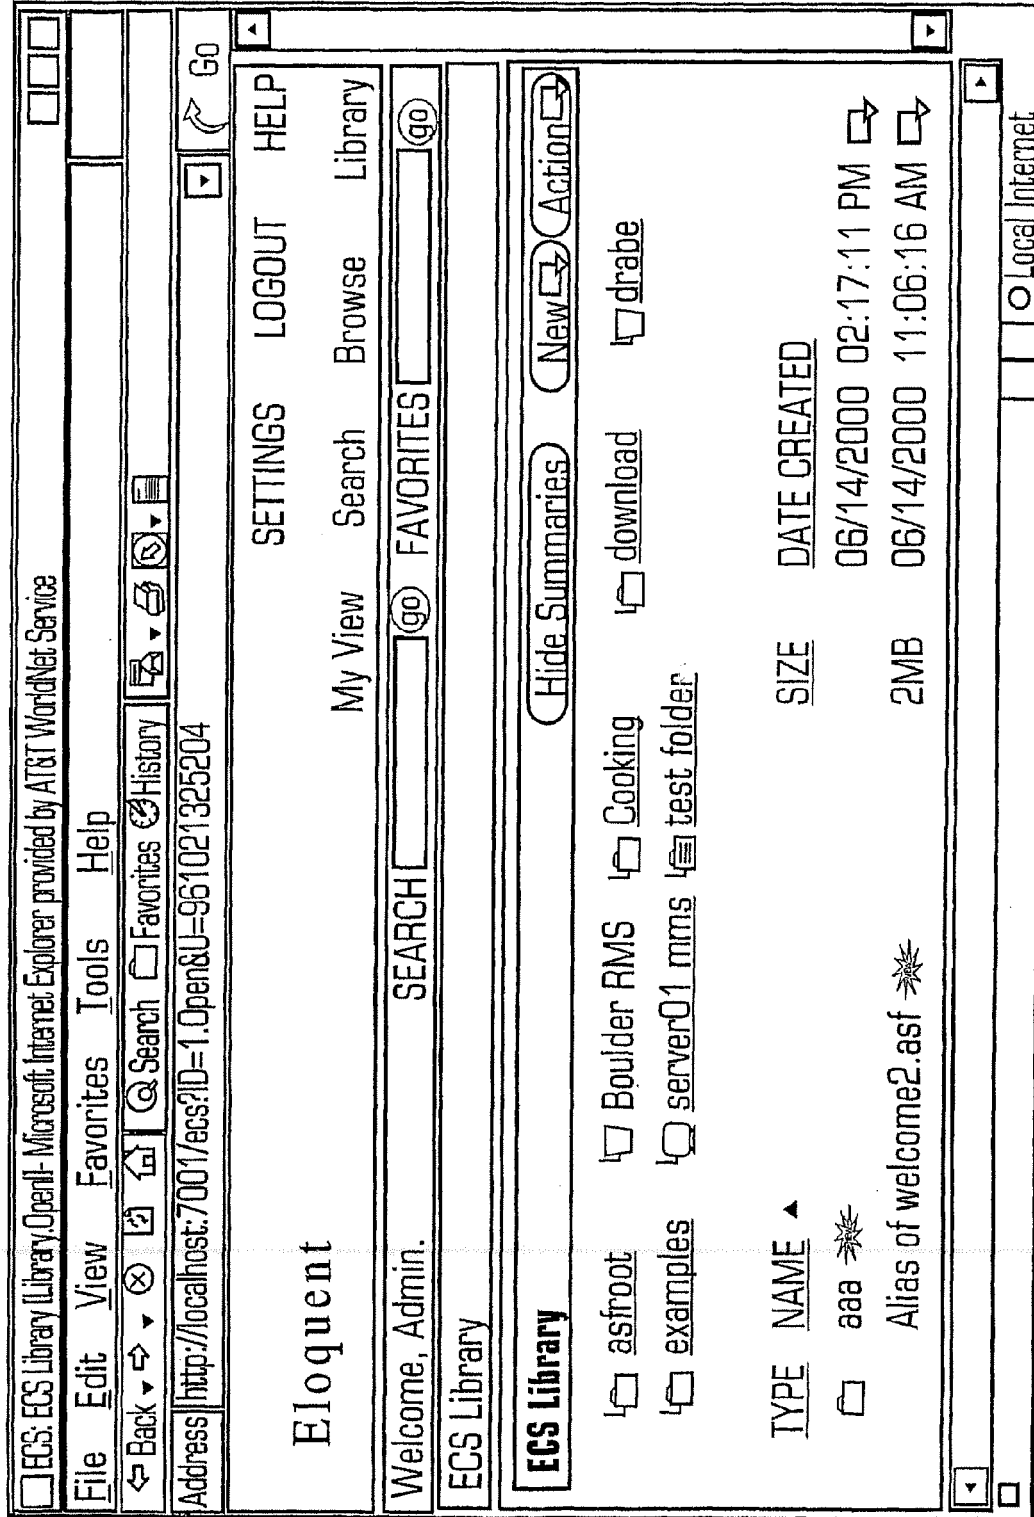 ECS: ECS Library [Library.Open]- Microsoft Internet Explorer provided by AT&T WorldNet Service
File Edit View Favorites Tools Help
Back Search Favorites History
Address http://localhost:7001/ecs?ID=1.Open&U=961021325204 Go
SETTINGS LOGOUT HELP
Eloquent
My View Search Browse Library
Welcome, Admin. SEARCH go FAVORITES go
ECS Library
ECS Library Hide Summaries New Action
asfroot Boulder RMS Cooking download drabe
examples server01 mms test folder
TYPE NAME SIZE DATE CREATED
aaa 06/14/2000 02:17:11 PM
Alias of welcome2.asf 2MB 06/14/2000 11:06:16 AM
Local Internet